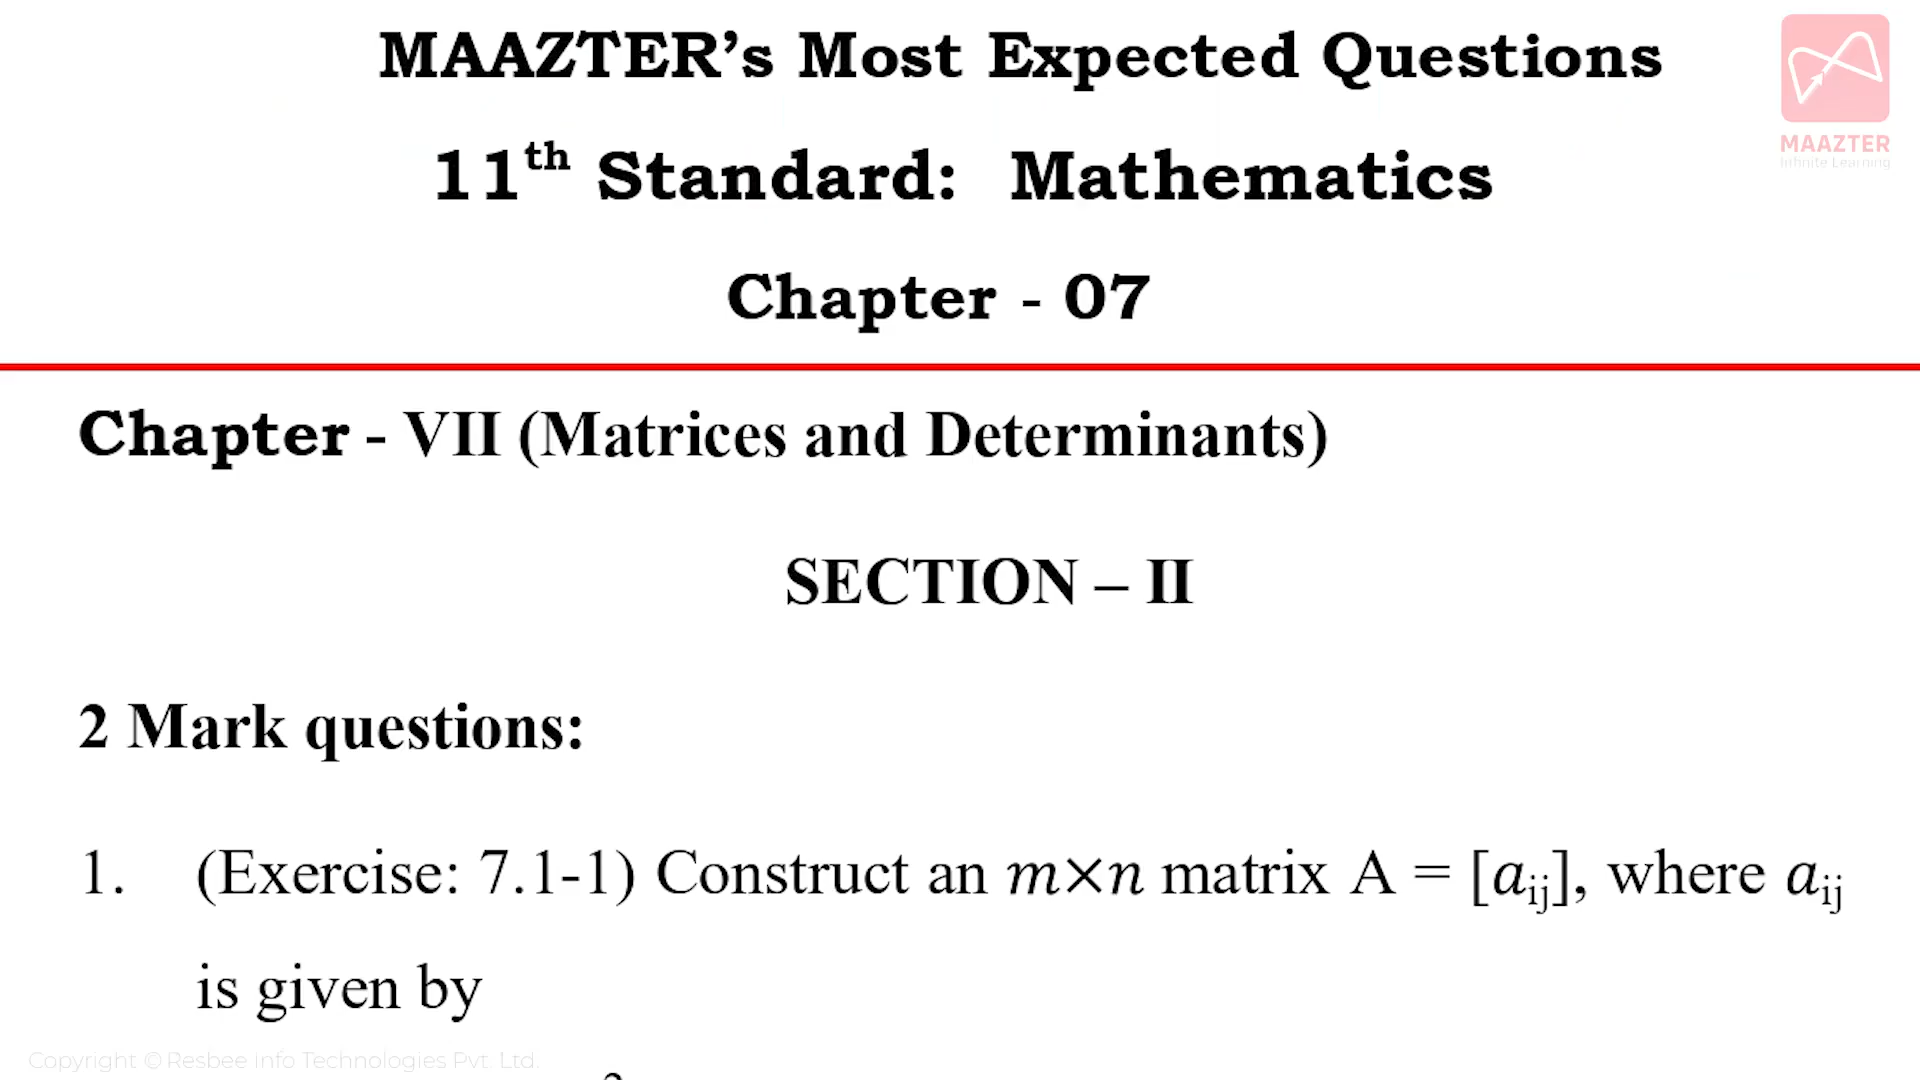 MAAZTER’s Most Expected Questions
MAAZTER
Infinite Learning
11th Standard: Mathematics
Chapter - 07
Chapter - VII (Matrices and Determinants)
SECTION – II
2 Mark questions:
1. (Exercise: 7.1-1) Construct an m×n matrix A = [aij], where aij
is given by
Copyright © Resbee Info Technologies Pvt. Ltd.